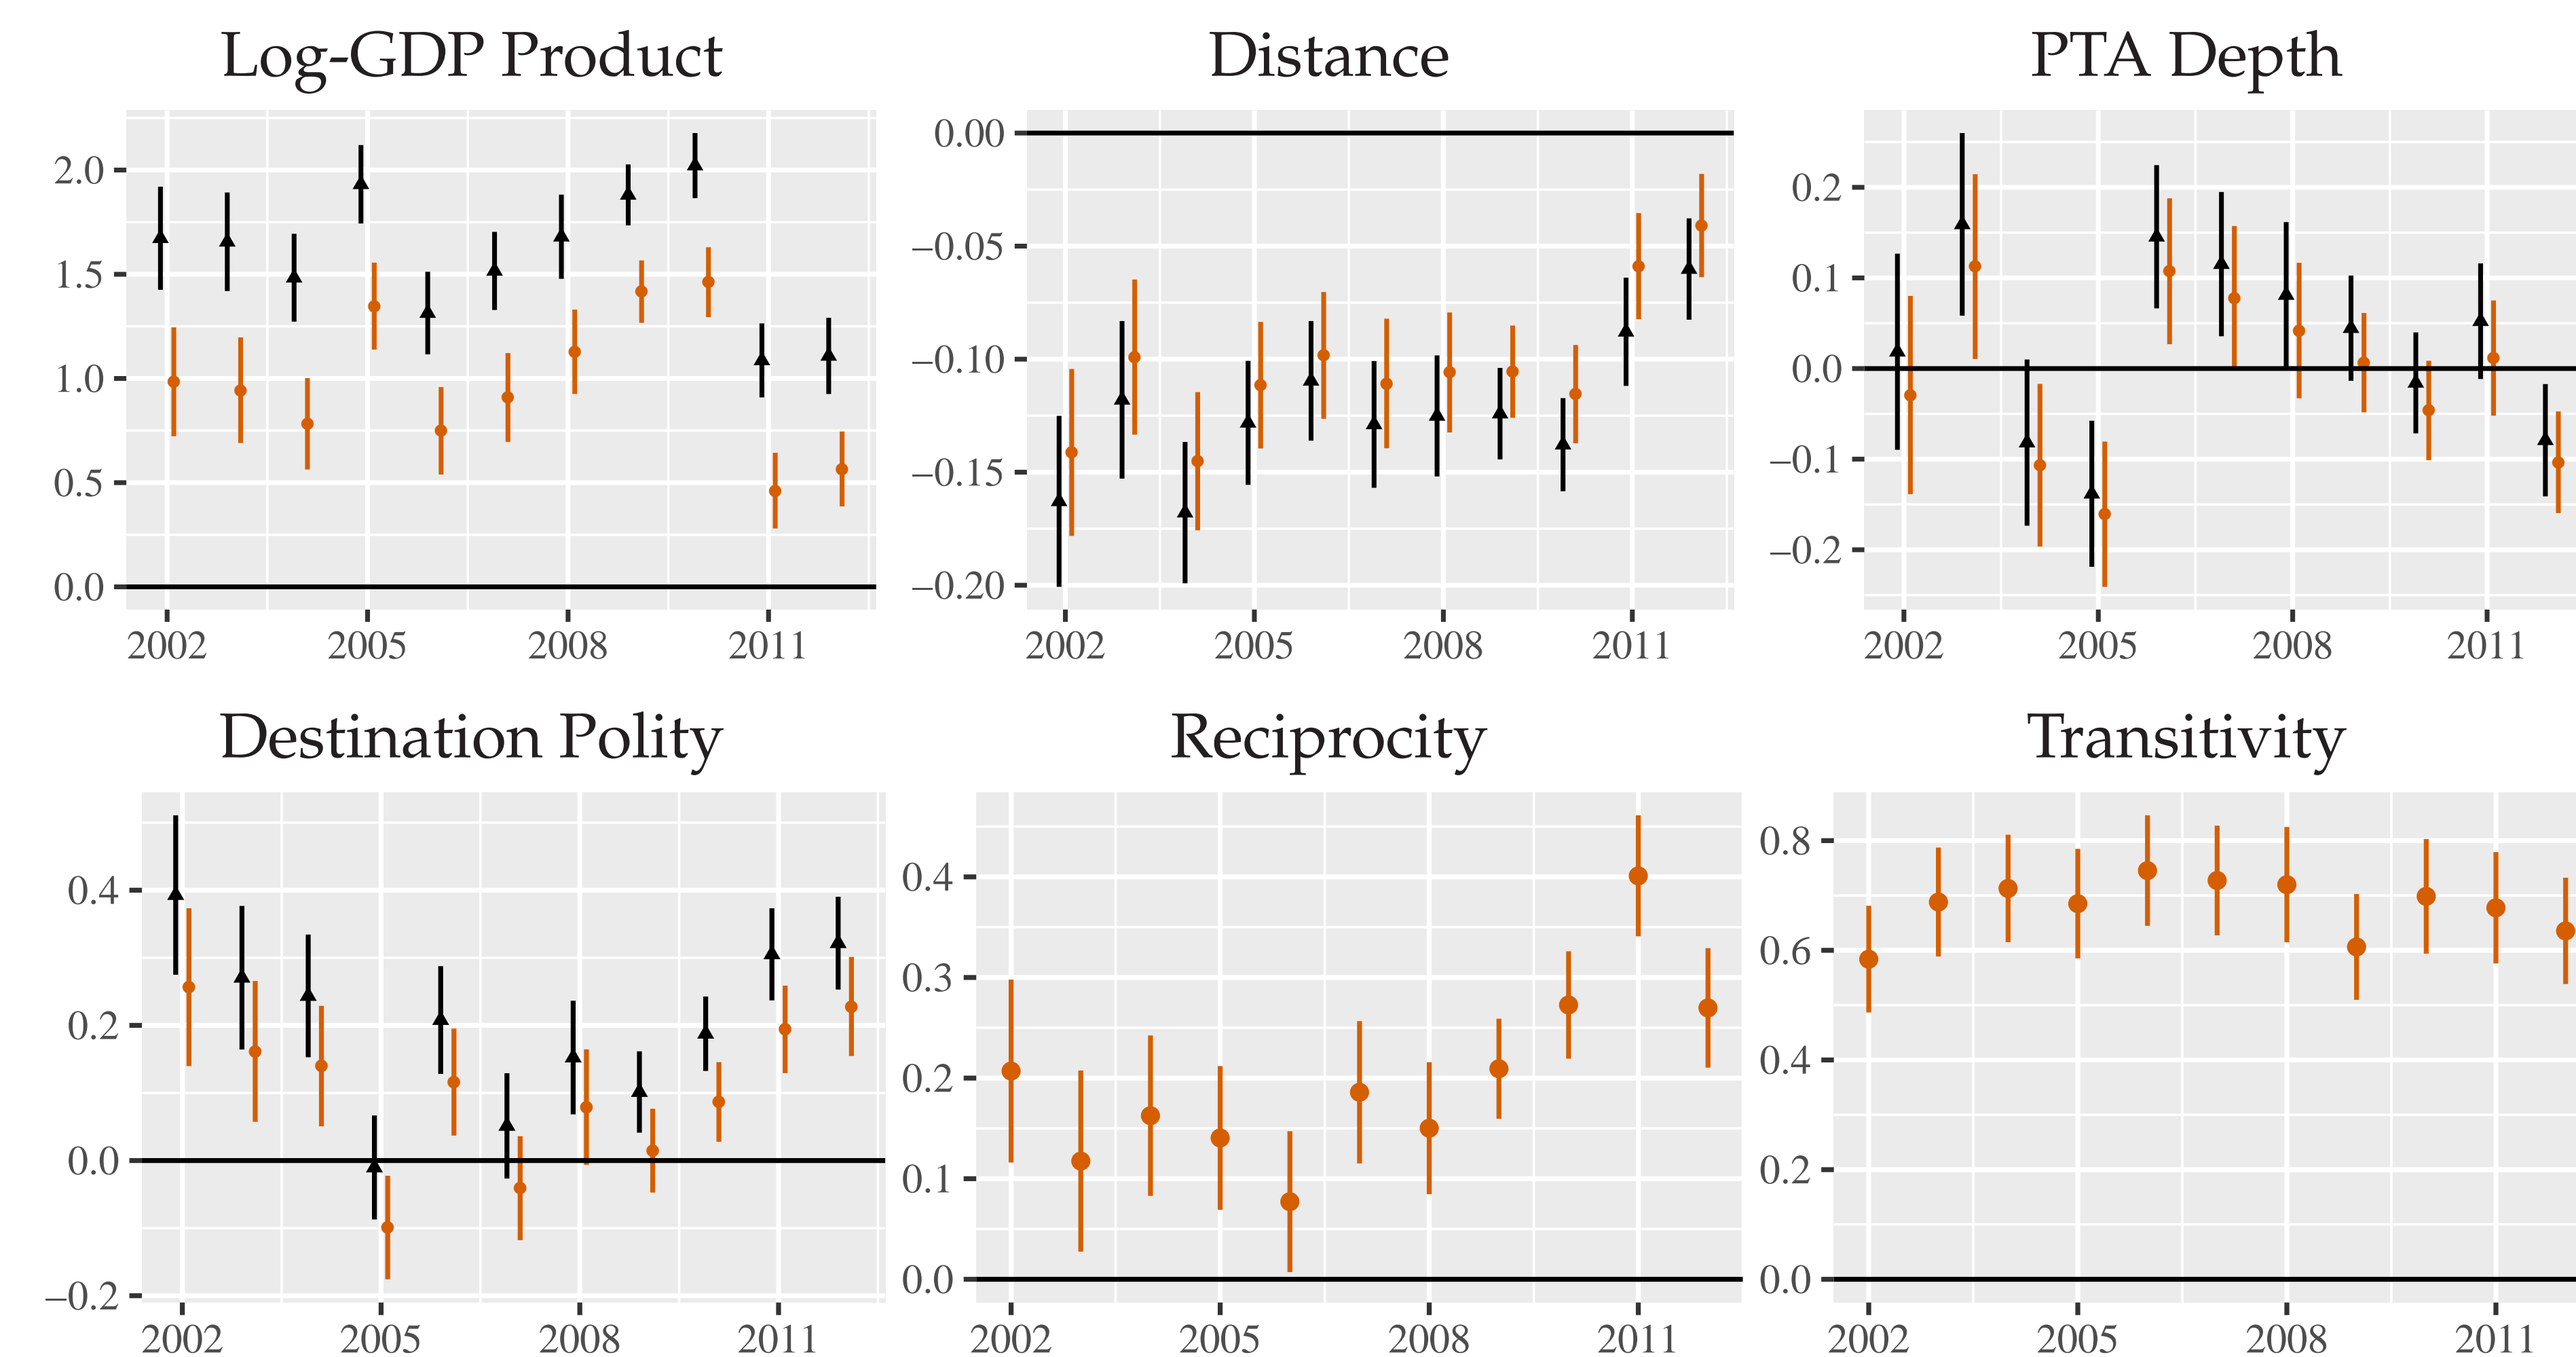 Log-GDP Product
Distance
PTA Depth
2.0
1.5
1.0
0.5
0.0
2002 2005 2008 2011
0.00
−0.05
−0.10
−0.15
−0.20
2002 2005 2008 2011
0.2
0.1
0.0
−0.1
−0.2
2002 2005 2008 2011
Destination Polity
Reciprocity
Transitivity
0.4
0.2
0.0
−0.2
2002 2005 2008 2011
0.4
0.3
0.2
0.1
0.0
2002 2005 2008 2011
0.8
0.6
0.4
0.2
0.0
2002 2005 2008 2011